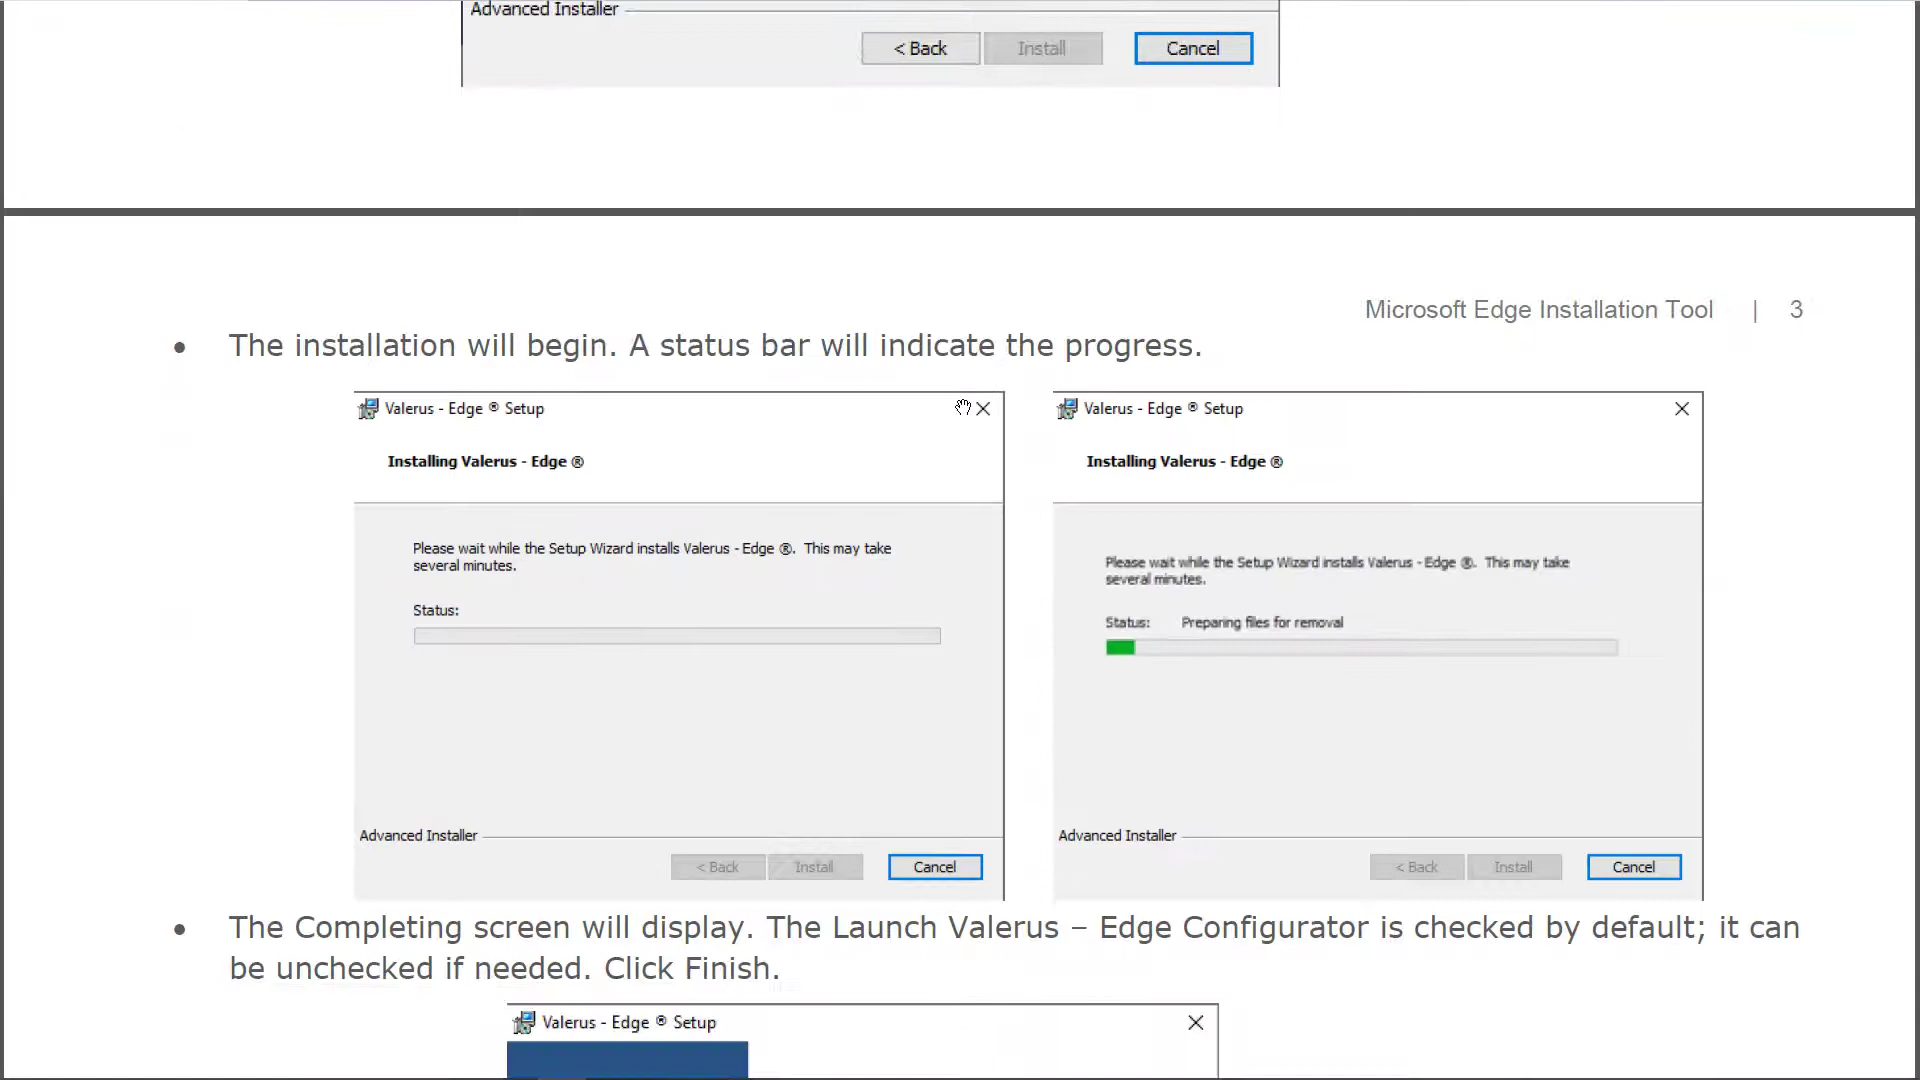 Advanced Installer
< Back Install Cancel
Microsoft Edge Installation Tool | 3
• The installation will begin. A status bar will indicate the progress.
Valerus - Edge ® Setup
Installing Valerus - Edge ®
Please wait while the Setup Wizard installs Valerus - Edge ®. This may take
several minutes.
Status:
Advanced Installer
< Back Install Cancel
Valerus - Edge ® Setup
Installing Valerus - Edge ®
Please wait while the Setup Wizard installs Valerus - Edge ®. This may take
several minutes.
Status: Preparing files for removal
Advanced Installer
< Back Install Cancel
• The Completing screen will display. The Launch Valerus – Edge Configurator is checked by default; it can
be unchecked if needed. Click Finish.
Valerus - Edge ® Setup